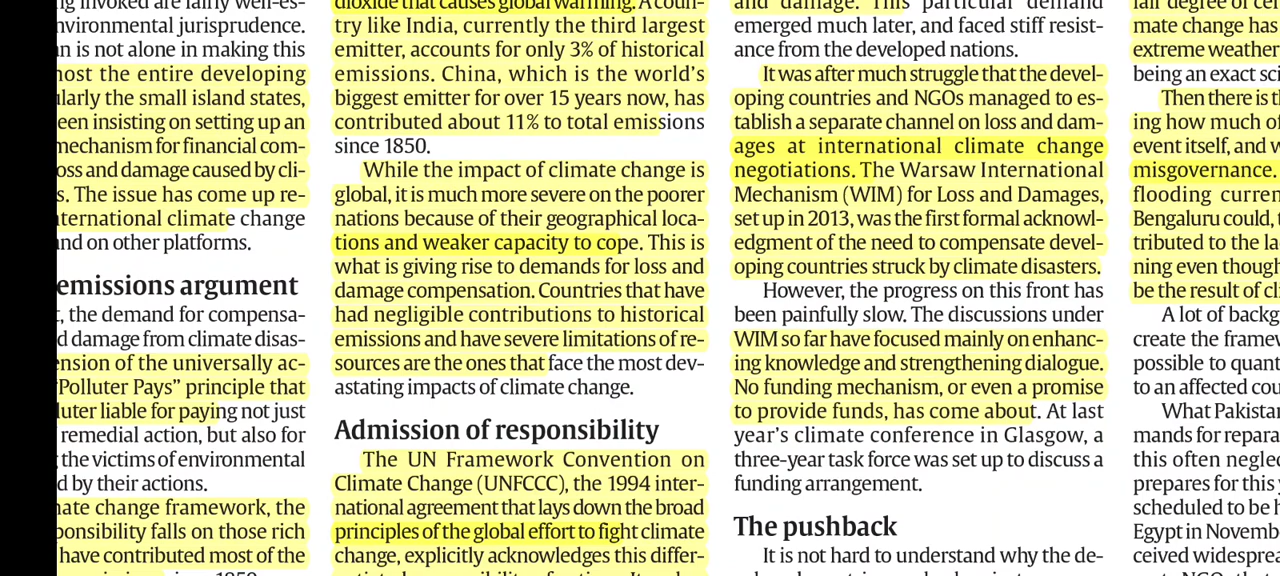 invoked are fairly well-es-
nvironmental jurisprudence.
n is not alone in making this
most the entire developing
ularly the small island states,
een insisting on setting up an
mechanism for financial com-
oss and damage caused by cli-
s. The issue has come up re-
nternational climate change
and on other platforms.
emissions argument
t, the demand for compensa-
d damage from climate disas-
ension of the universally ac-
“Polluter Pays” principle that
luter liable for paying not just
remedial action, but also for
the victims of environmental
d by their actions.
mate change framework, the
ponsibility falls on those rich
have contributed most of the
dioxide that causes global warming. A coun-
try like India, currently the third largest
emitter, accounts for only 3% of historical
emissions. China, which is the world’s
biggest emitter for over 15 years now, has
contributed about 11% to total emissions
since 1850.
While the impact of climate change is
global, it is much more severe on the poorer
nations because of their geographical loca-
tions and weaker capacity to cope. This is
what is giving rise to demands for loss and
damage compensation. Countries that have
had negligible contributions to historical
emissions and have severe limitations of re-
sources are the ones that face the most dev-
astating impacts of climate change.
Admission of responsibility
The UN Framework Convention on
Climate Change (UNFCCC), the 1994 inter-
national agreement that lays down the broad
principles of the global effort to fight climate
change, explicitly acknowledges this differ-
and damage. This particular demand
emerged much later, and faced stiff resist-
ance from the developed nations.
It was after much struggle that the devel-
oping countries and NGOs managed to es-
tablish a separate channel on loss and dam-
ages at international climate change
negotiations. The Warsaw International
Mechanism (WIM) for Loss and Damages,
set up in 2013, was the first formal acknowl-
edgment of the need to compensate devel-
oping countries struck by climate disasters.
However, the progress on this front has
been painfully slow. The discussions under
WIM so far have focused mainly on enhanc-
ing knowledge and strengthening dialogue.
No funding mechanism, or even a promise
to provide funds, has come about. At last
year’s climate conference in Glasgow, a
three-year task force was set up to discuss a
funding arrangement.
The pushback
It is not hard to understand why the de-
fair degree of cer
mate change has
extreme weather
being an exact sci
Then there is th
ing how much of
event itself, and w
misgovernance.
flooding curren
Bengaluru could, t
tributed to the la
ning even though
be the result of cli
A lot of backg
create the framew
possible to quant
to an affected cou
What Pakistan
mands for repara
this often neglec
prepares for this y
scheduled to be h
Egypt in Novemb
ceived widesprea